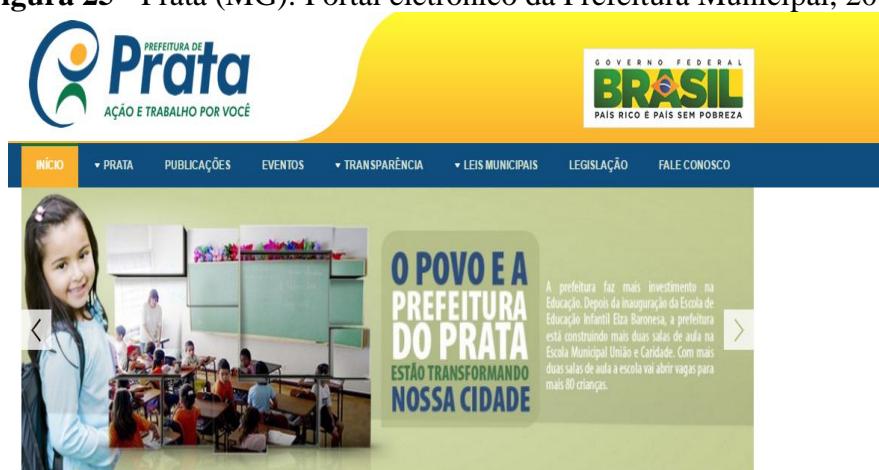 igura 25 - Prata (MG): Portal eletrônico da Prefeitura Municipal, 20
PREFEITURA DE
Prata
AÇÃO E TRABALHO POR VOCÊ
GOVERNO FEDERAL
BRASIL
PAÍS RICO É PAÍS SEM POBREZA
INÍCIO
PRATA
PUBLICAÇÕES
EVENTOS
TRANSPARÊNCIA
LEIS MUNICIPAIS
LEGISLAÇÃO
FALE CONOSCO
O POVO E A
PREFEITURA
DO PRATA
ESTÃO TRANSFORMANDO
NOSSA CIDADE
A prefeitura faz mais investimento na
Educação. Depois da inauguração da Escola de
Educação Infantil Elza Baronesa, a prefeitura
está construindo mais duas salas de aula na
Escola Municipal União e Caridade. Com mais
duas salas de aula a escola vai abrir vagas para
mais 80 crianças.